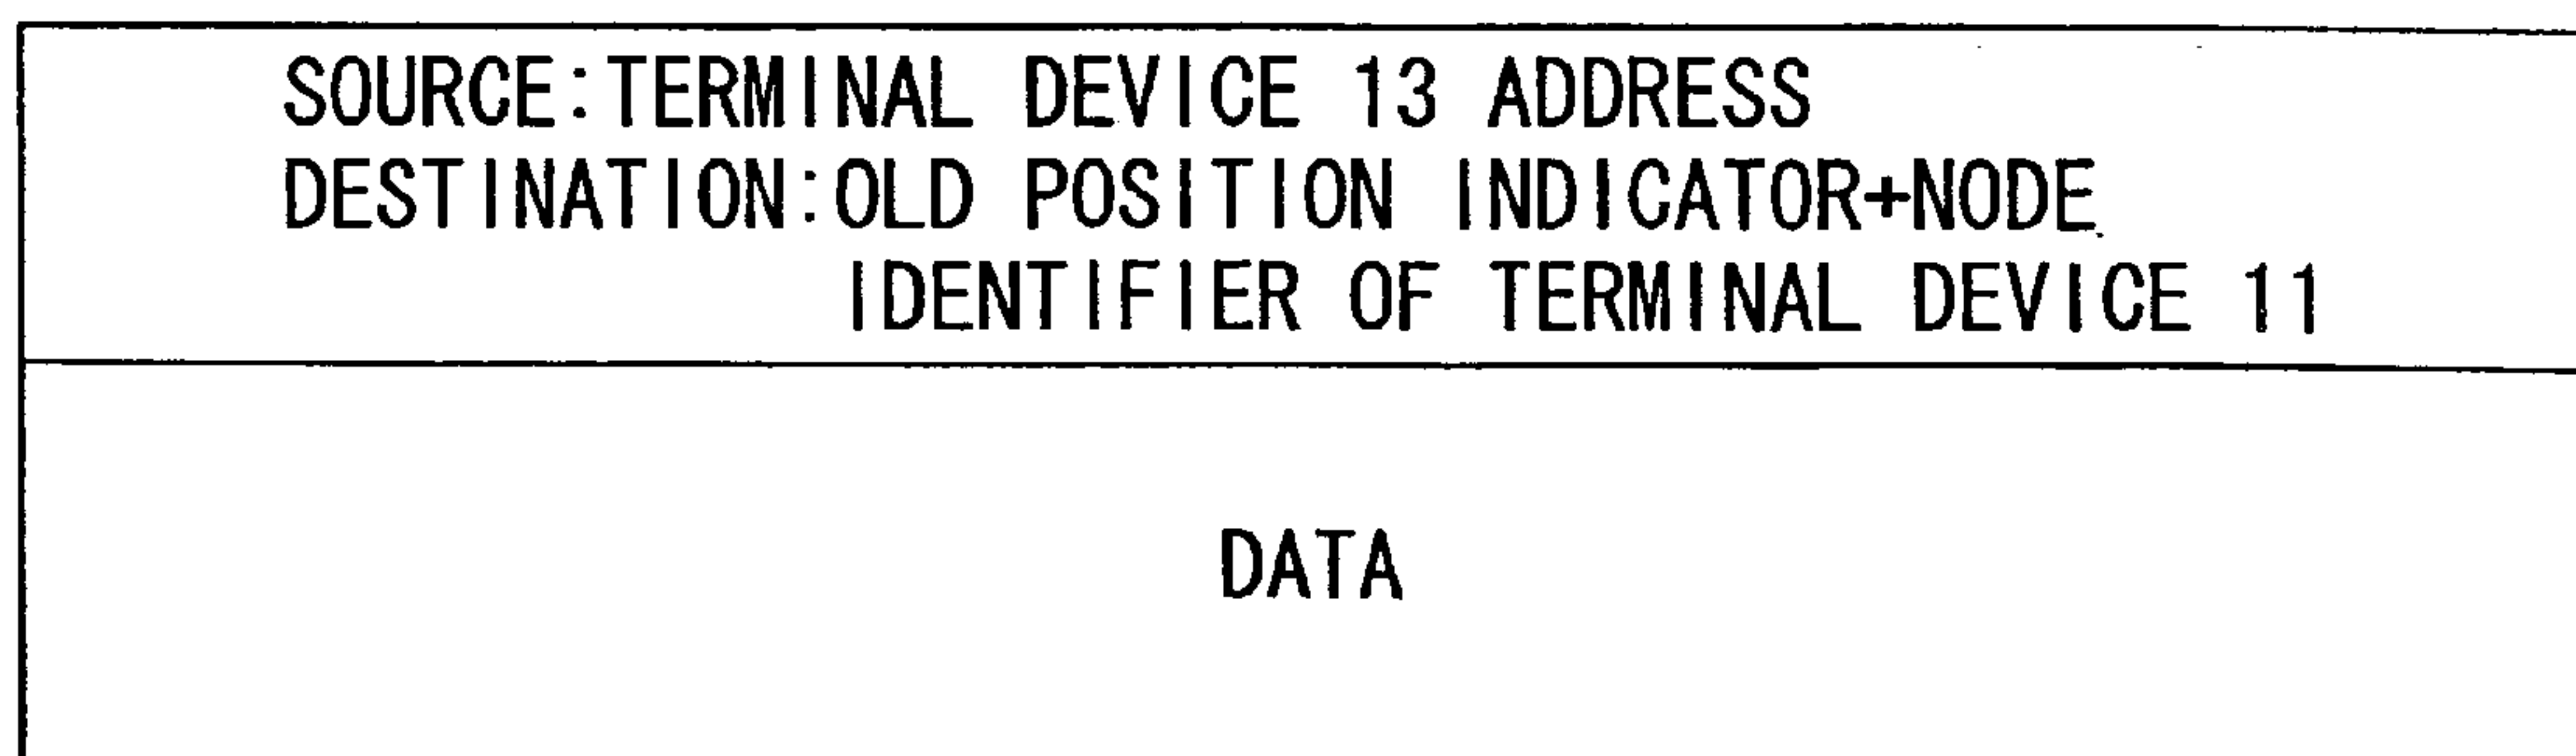 SOURCE:TERMINAL DEVICE 13 ADDRESS
DESTINATION:OLD POSITION INDICATOR+NODE
IDENTIFIER OF TERMINAL DEVICE 11
DATA